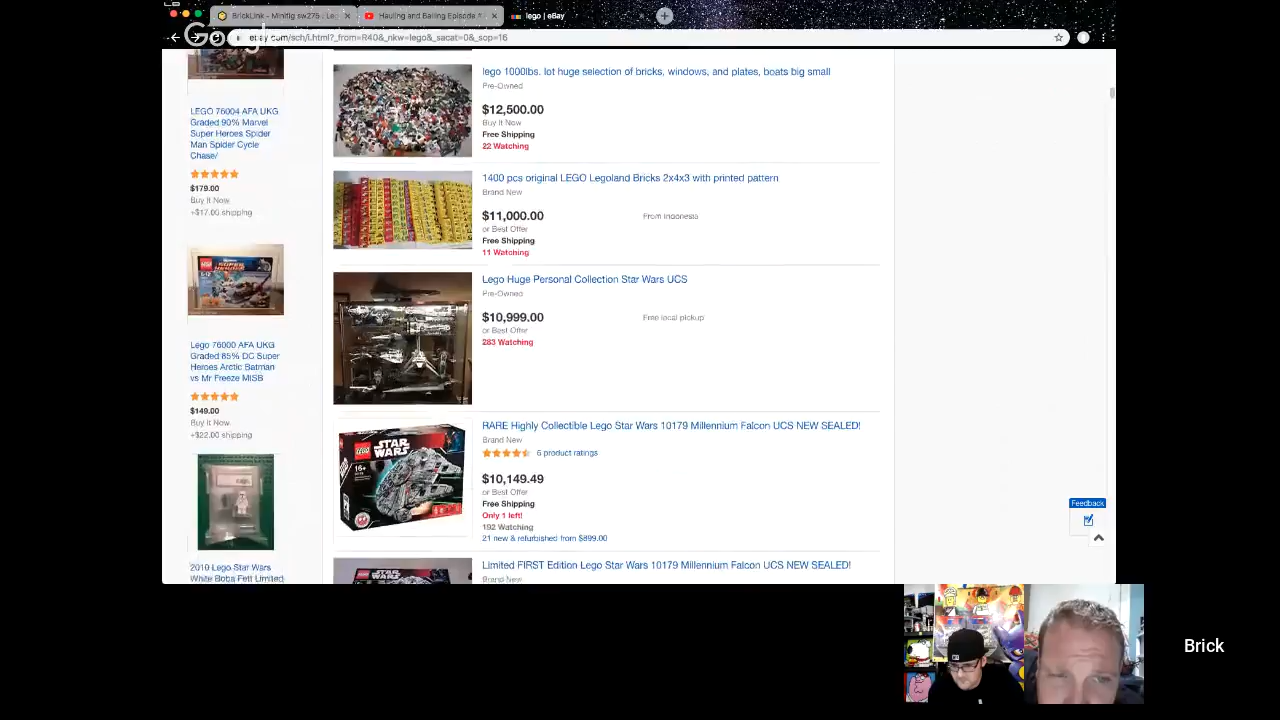 BrickLink - Minifig sw275 : Leg
Hauling and Bailing Episode
lego | eBay
Google
ebay.com/sch/i.html?_from=R40&_nkw=lego&_sacat=0&_sop=16
LEGO 76004 AFA UKG
Graded 90% Marvel
Super Heroes Spider
Man Spider Cycle
Chase/
$179.00
Buy It Now
+$17.00 shipping
Lego 76000 AFA UKG
Graded 85% DC Super
Heroes Arctic Batman
vs Mr Freeze MISB
$149.00
Buy It Now
+$22.00 shipping
2010 Lego Star Wars
White Boba Fett Limited
lego 1000lbs. lot huge selection of bricks, windows, and plates, boats big small
Pre-Owned
$12,500.00
Buy It Now
Free Shipping
22 Watching
1400 pcs original LEGO Legoland Bricks 2x4x3 with printed pattern
Brand New
$11,000.00
From Indonesia
or Best Offer
Free Shipping
11 Watching
Lego Huge Personal Collection Star Wars UCS
Pre-Owned
$10,999.00
Free local pickup
or Best Offer
283 Watching
LEGO
STAR WARS
16+
RARE Highly Collectible Lego Star Wars 10179 Millennium Falcon UCS NEW SEALED!
Brand New
6 product ratings
$10,149.49
or Best Offer
Free Shipping
Only 1 left!
192 Watching
21 new & refurbished from $899.00
Limited FIRST Edition Lego Star Wars 10179 Millennium Falcon UCS NEW SEALED!
Brand New
Feedback
Brick